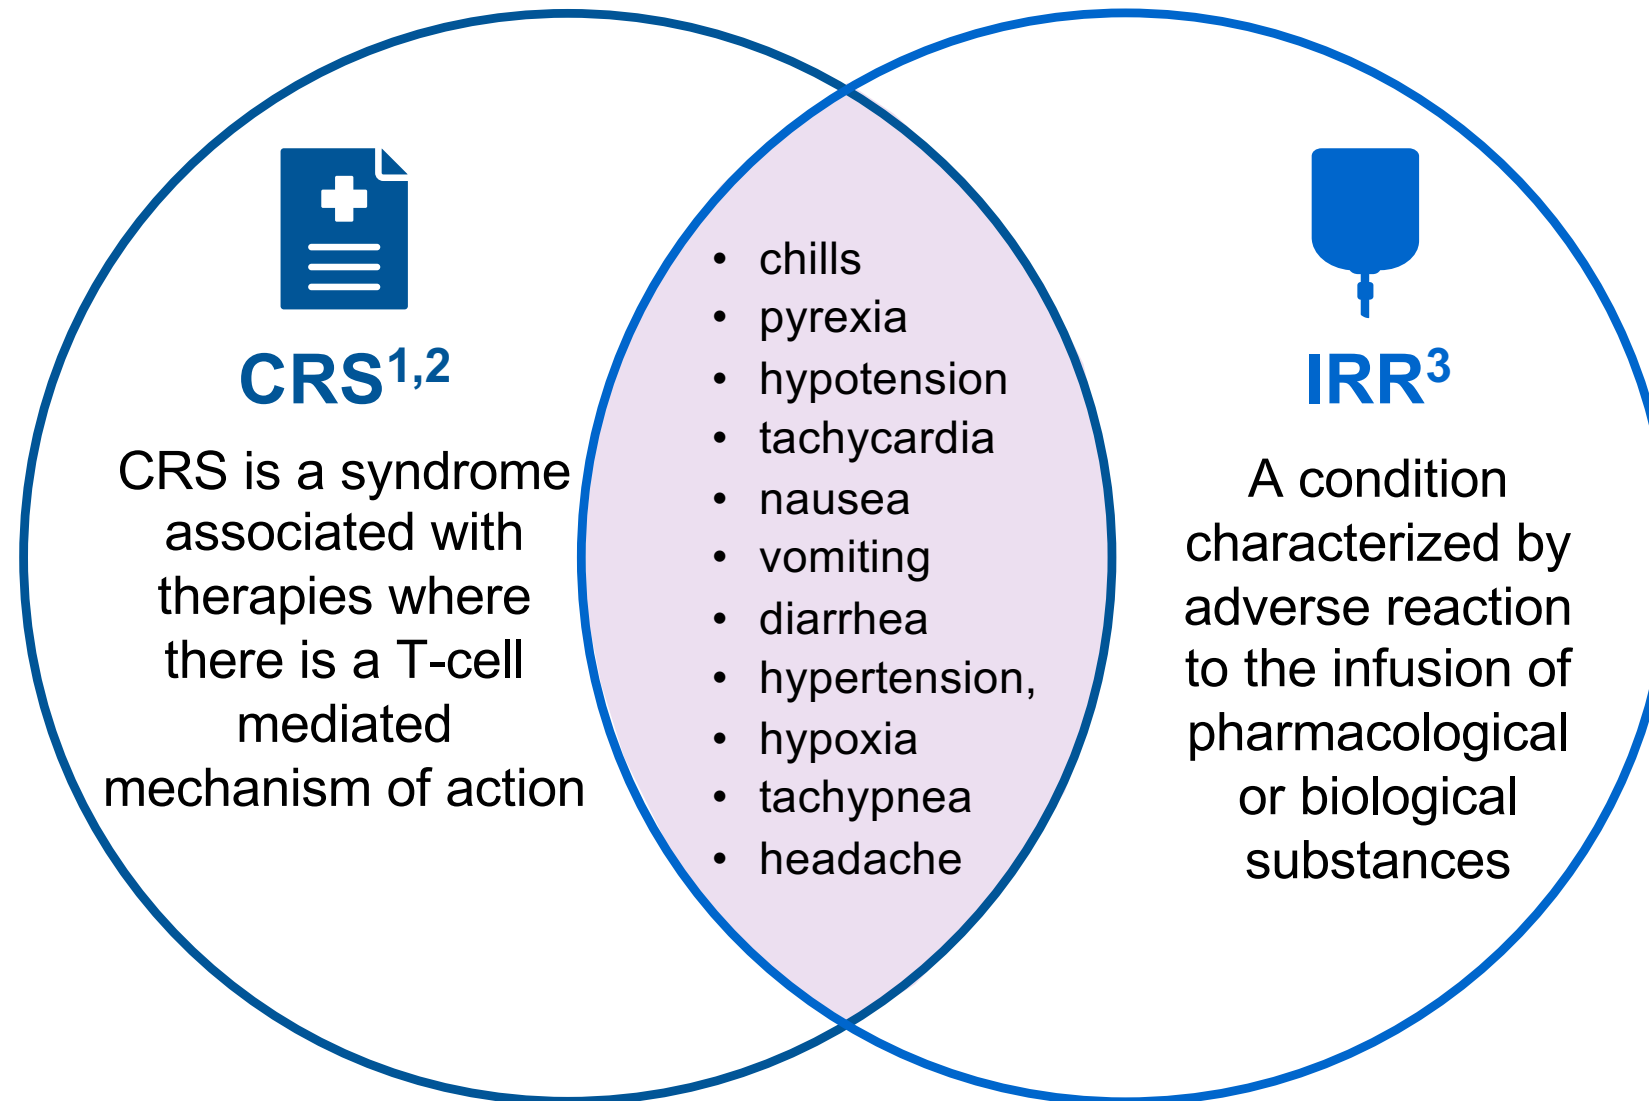 CRS1,2
CRS is a syndrome
associated with
therapies where
there is a T-cell
mediated
mechanism of action
• chills
• pyrexia
• hypotension
• tachycardia
• nausea
• vomiting
• diarrhea
• hypertension,
• hypoxia
• tachypnea
• headache
IRR3
A condition
characterized by
adverse reaction
to the infusion of
pharmacological
or biological
substances